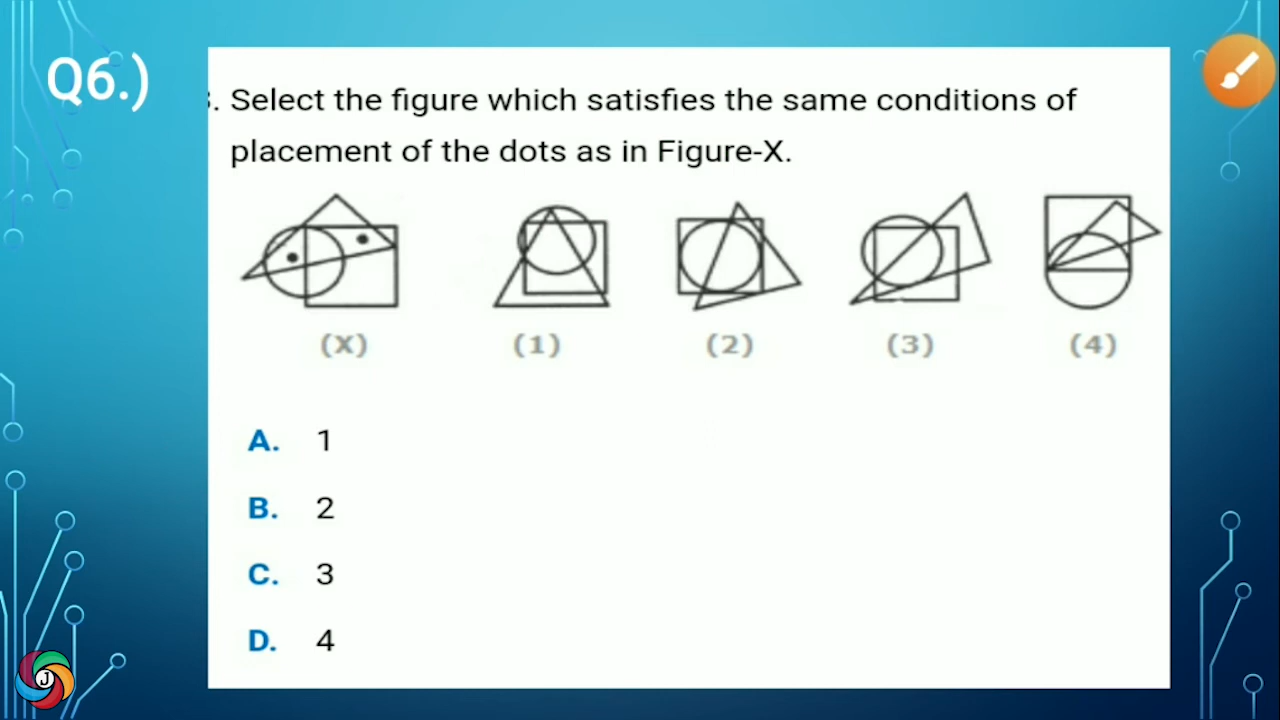 Q6.)
. Select the figure which satisfies the same conditions of
placement of the dots as in Figure-X.
(X) (1) (2) (3) (4)
A. 1
B. 2
C. 3
D. 4
J